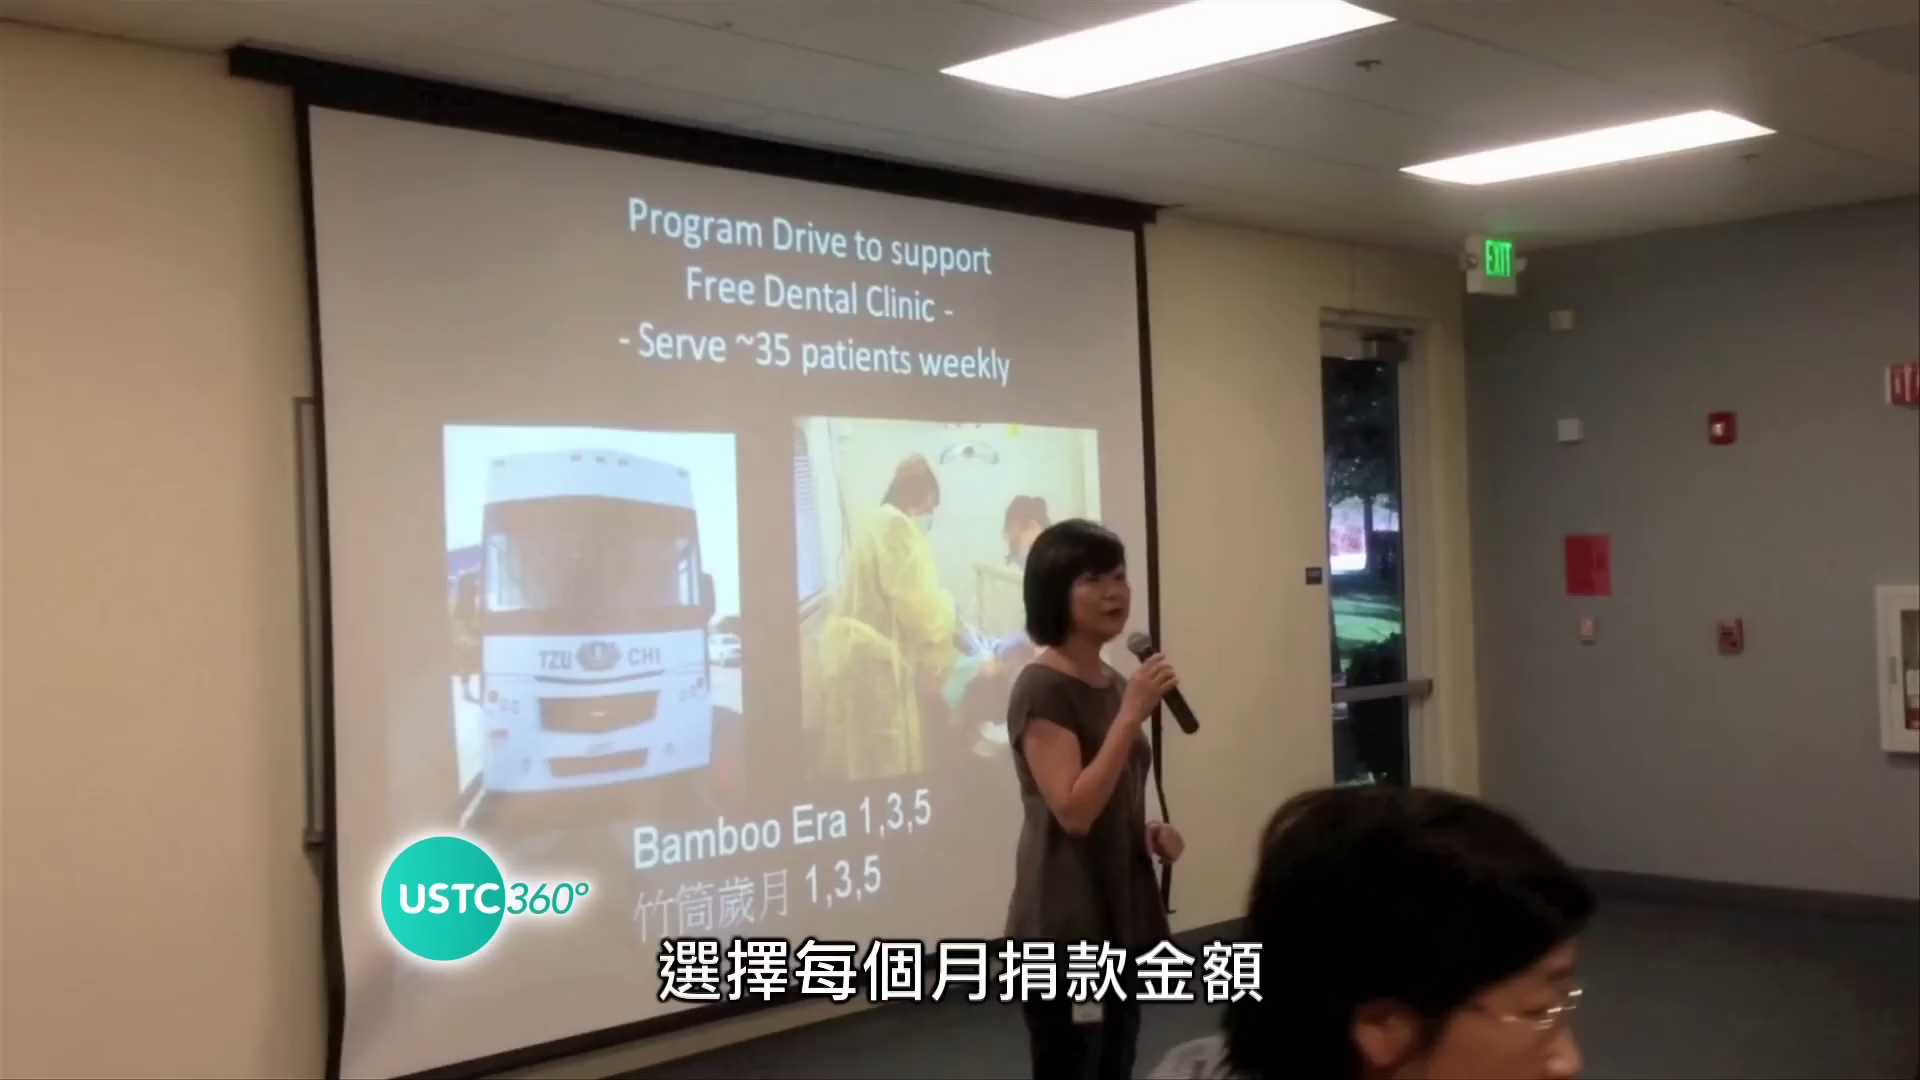 Program Drive to support
Free Dental Clinic -
- Serve ~35 patients weekly
EXIT
TZU CHI
Bamboo Era 1,3,5
竹筒歲月 1,3,5
USTC360°
選擇每個月捐款金額